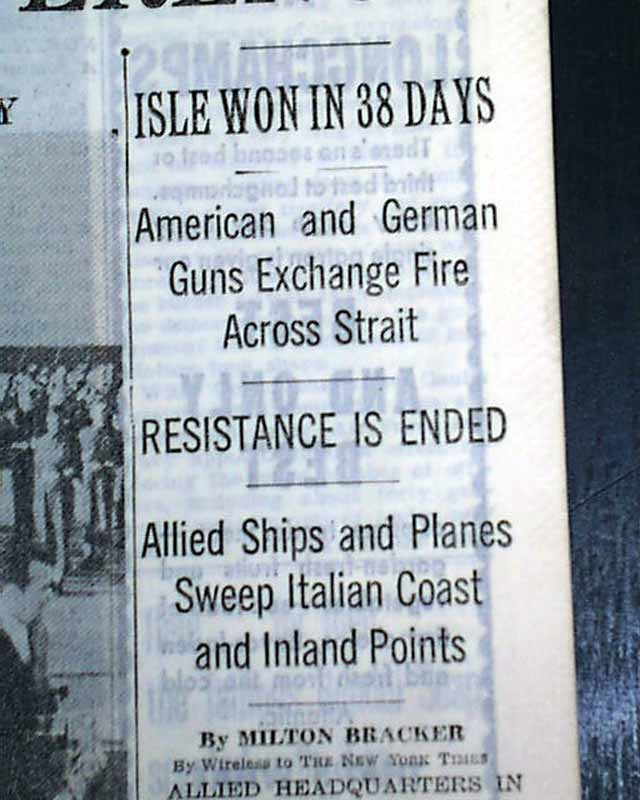 Y
ISLE WON IN 38 DAYS
American and German
Guns Exchange Fire
Across Strait
RESISTANCE IS ENDED
Allied Ships and Planes
Sweep Italian Coast
and Inland Points
By MILTON BRACKER
By Wireless to THE NEW YORK TIMES
ALLIED HEADQUARTERS IN